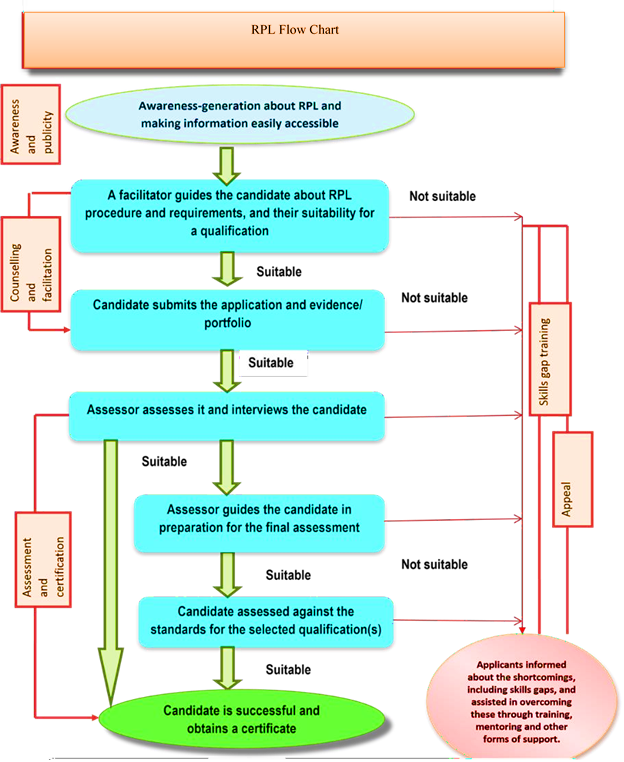 RPL Flow Chart
Awareness
and
publicity
Awareness-generation about RPL and
making information easily accessible
A facilitator guides the candidate about RPL
procedure and requirements, and their suitability for
a qualification
Not suitable
Counselling
and
facilitation
Suitable
Candidate submits the application and evidence/
portfolio
Not suitable
Skills gap training
Suitable
Assessor assesses it and interviews the candidate
Suitable
Appeal
Assessor guides the candidate in
preparation for the final assessment
Assessment
and
certification
Suitable
Not suitable
Candidate assessed against the
standards for the selected qualification(s)
Suitable
Candidate is successful and
obtains a certificate
Applicants informed
about the shortcomings,
including skills gaps, and
assisted in overcoming
these through training,
mentoring and other
forms of support.